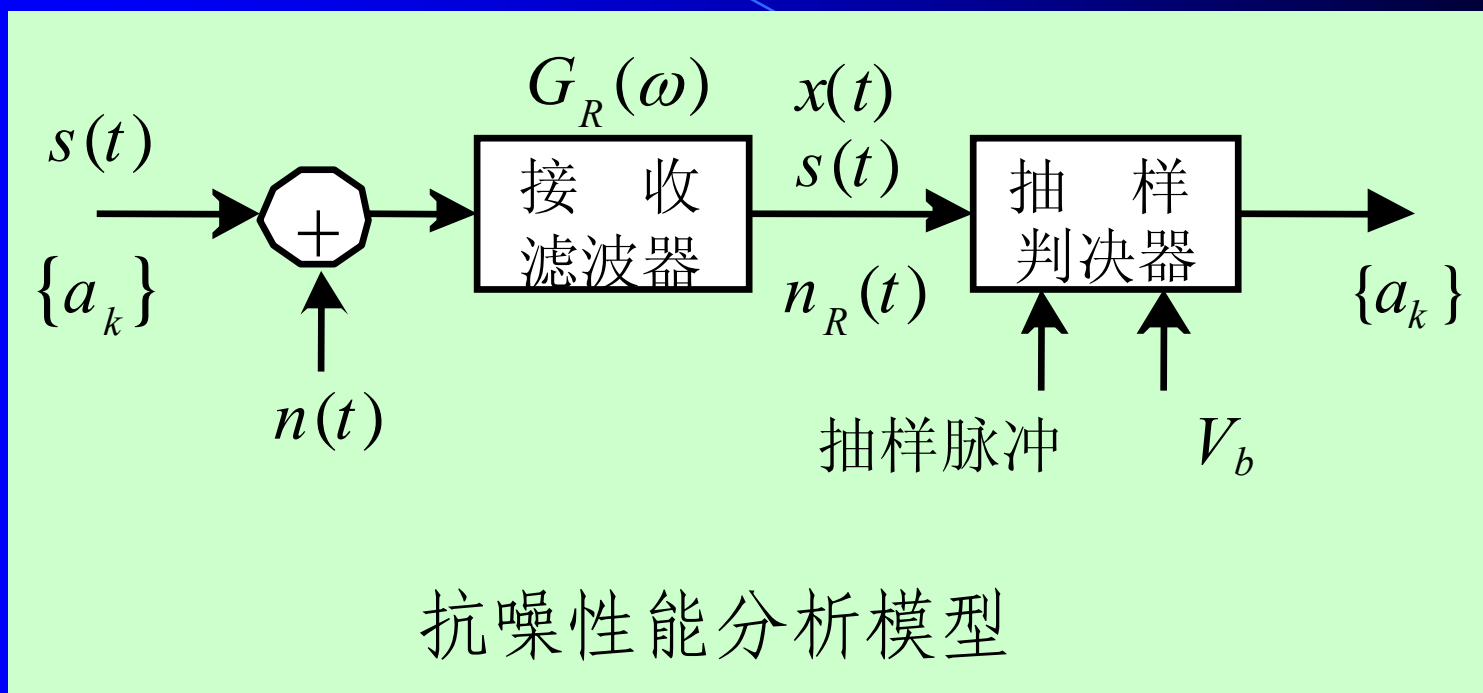 G_R(ω)
x(t)
s(t)
s(t)
接 收
滤波器
抽 样
判决器
+
{a_k}
n_R(t)
{a_k}
n(t)
抽样脉冲
V_b
抗噪性能分析模型